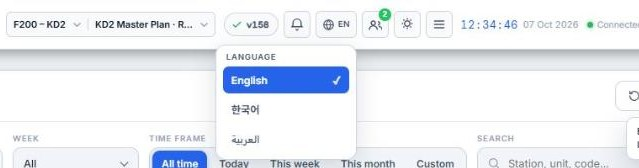 F200 – KD2 KD2 Master Plan · R... v158 EN 2 12:34:46 07 Oct 2026 Connected
LANGUAGE
English
한국어
العربية
WEEK TIME FRAME SEARCH
All All time Today This week This month Custom Station, unit, code...